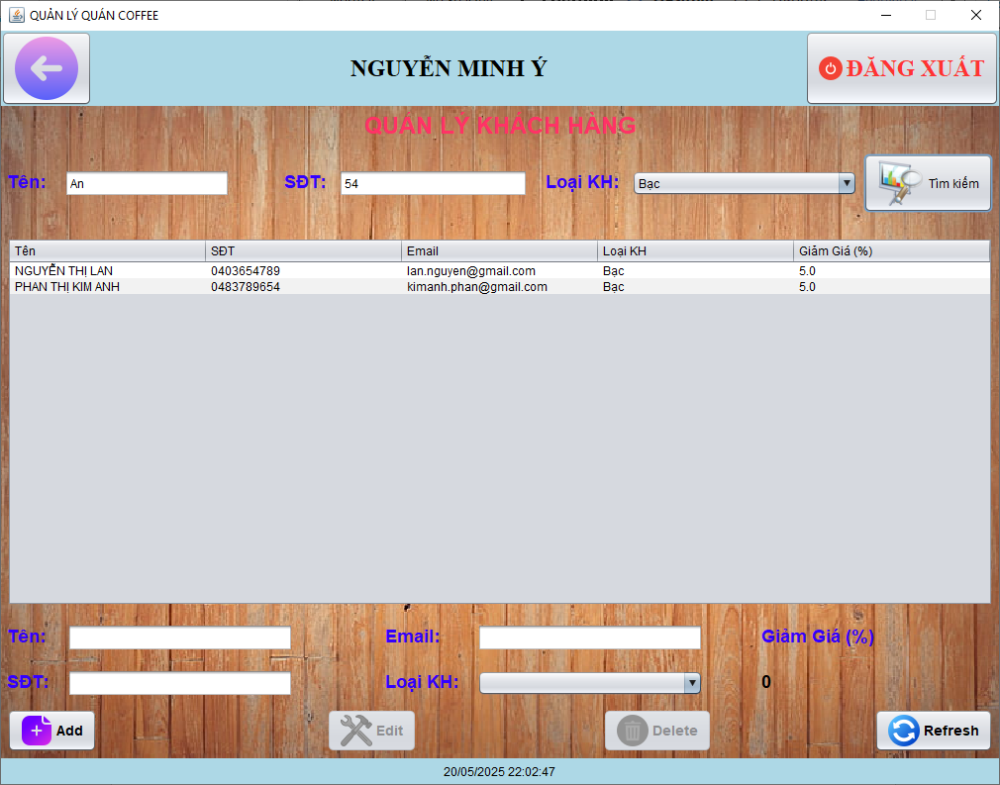 QUẢN LÝ QUÁN COFFEE
NGUYỄN MINH Ý
ĐĂNG XUẤT
QUẢN LÝ KHÁCH HÀNG
Tên: An SĐT: 54 Loại KH: Bạc Tìm kiếm
Tên SĐT Email Loại KH Giảm Giá (%)
NGUYỄN THỊ LAN 0403654789 lan.nguyen@gmail.com Bạc 5.0
PHAN THỊ KIM ANH 0483789654 kimanh.phan@gmail.com Bạc 5.0
Tên: Email: Giảm Giá (%)
SĐT: Loại KH: 0
Add Edit Delete Refresh
20/05/2025 22:02:47